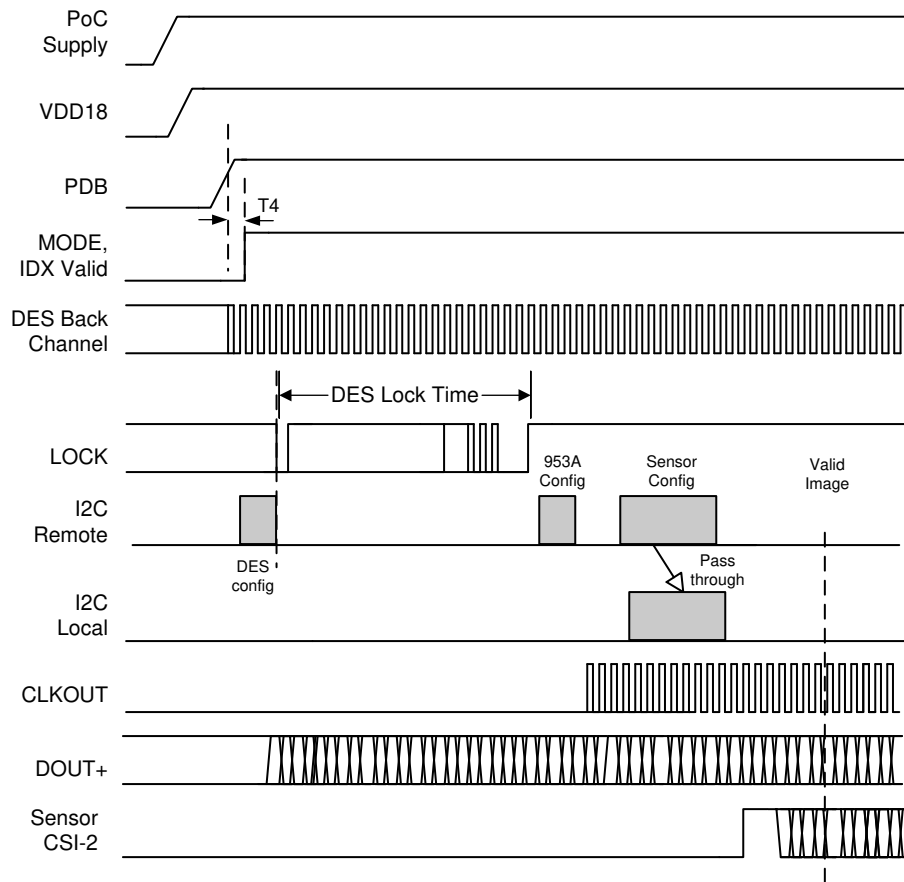 PoC
Supply
VDD18
PDB
T4
MODE,
IDX Valid
DES Back
Channel
DES Lock Time
LOCK
953A
Config
Sensor
Config
Valid
Image
I2C
Remote
DES
config
Pass
through
I2C
Local
CLKOUT
DOUT+
Sensor
CSI-2